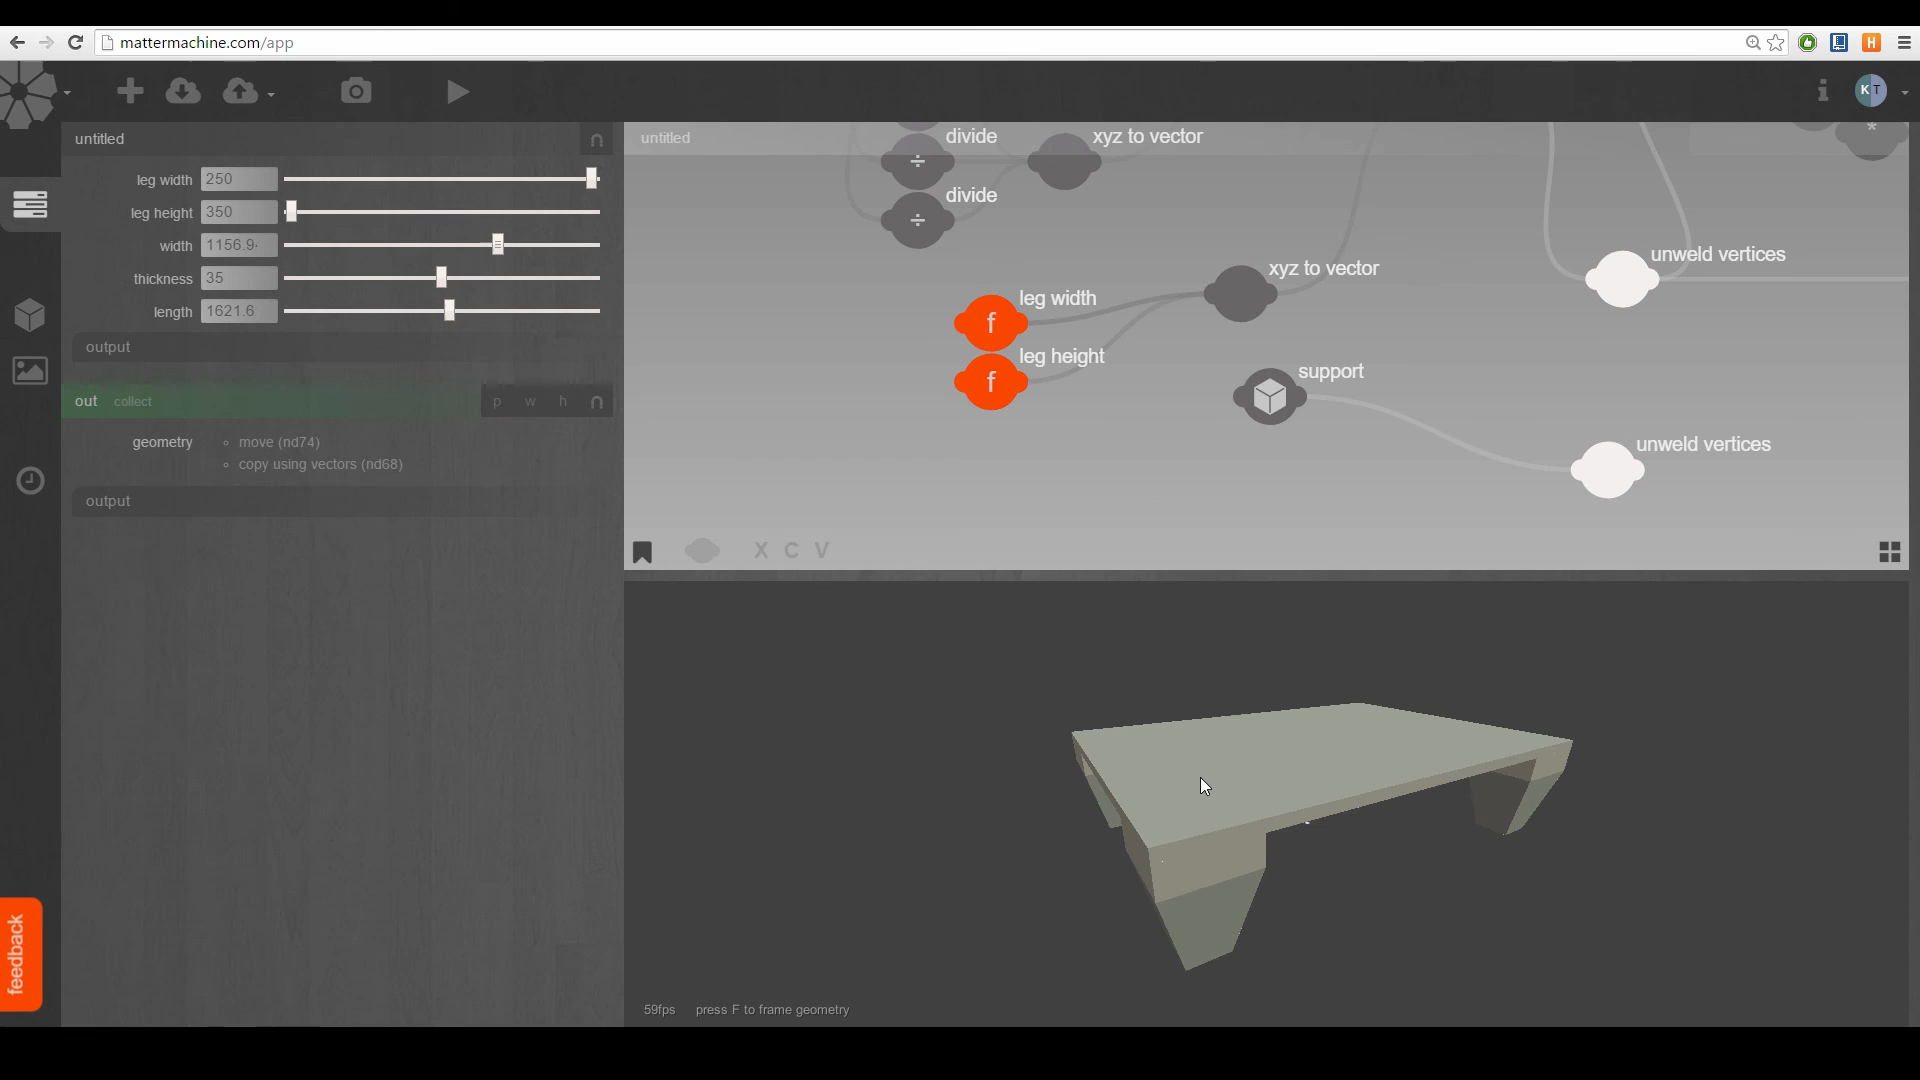 mattermachine.com/app
H
KT
untitled
leg width 250
leg height 350
width 1156.9
thickness 35
length 1621.6
output
out collect p w h
geometry move (nd74)
copy using vectors (nd68)
output
untitled
divide
÷
xyz to vector
*
divide
÷
unweld vertices
xyz to vector
leg width
f
leg height
f
support
unweld vertices
X C V
feedback
59fps press F to frame geometry